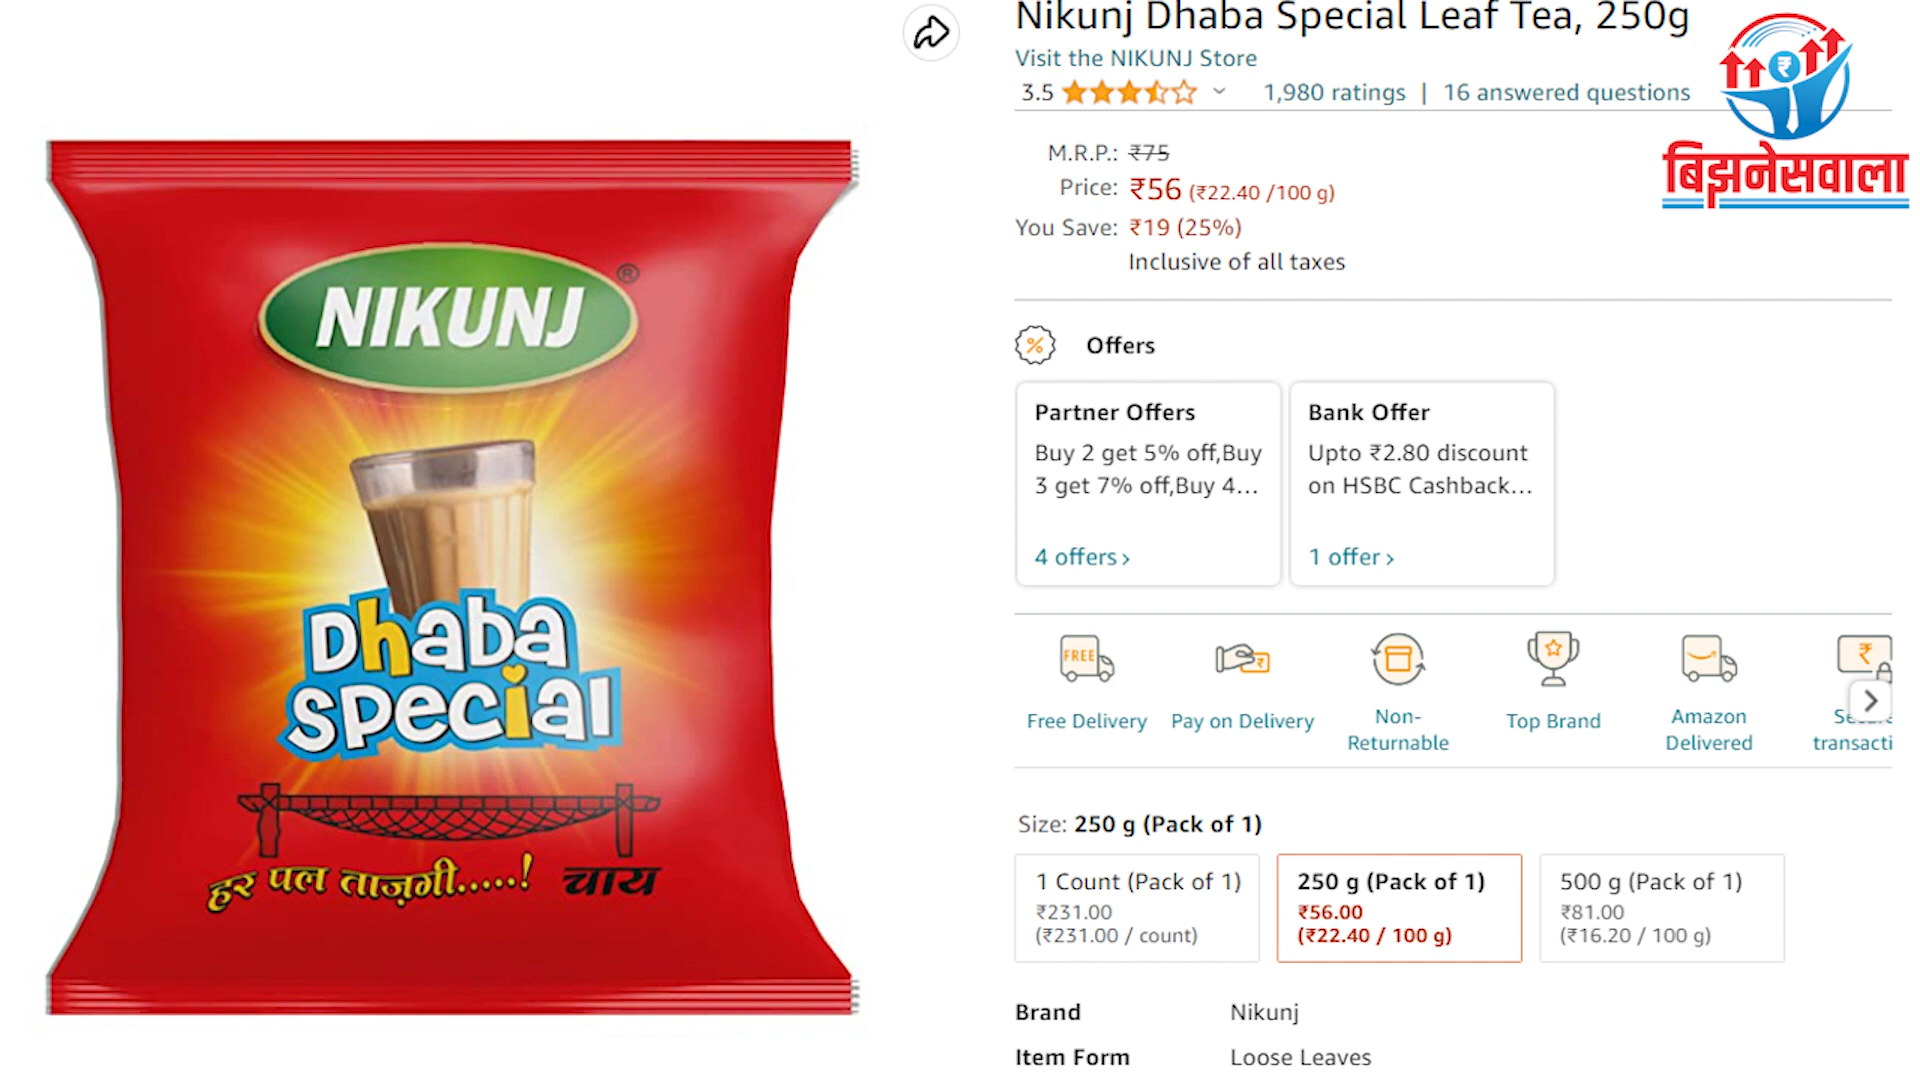 NIKUNJ
®
Dhaba
Special
हर पल ताज़गी.....! चाय
Nikunj Dhaba Special Leaf Tea, 250g
Visit the NIKUNJ Store
3.5 1,980 ratings | 16 answered questions
बिझनेसवाला
M.R.P.: ₹75
Price: ₹56 (₹22.40 /100 g)
You Save: ₹19 (25%)
Inclusive of all taxes
% Offers
Partner Offers
Buy 2 get 5% off,Buy
3 get 7% off,Buy 4...
4 offers ›
Bank Offer
Upto ₹2.80 discount
on HSBC Cashback...
1 offer ›
FREE
Free Delivery
Pay on Delivery
Non-
Returnable
Top Brand
Amazon
Delivered
transacti
Size: 250 g (Pack of 1)
1 Count (Pack of 1)
₹231.00
(₹231.00 / count)
250 g (Pack of 1)
₹56.00
(₹22.40 / 100 g)
500 g (Pack of 1)
₹81.00
(₹16.20 / 100 g)
Brand Nikunj
Item Form Loose Leaves